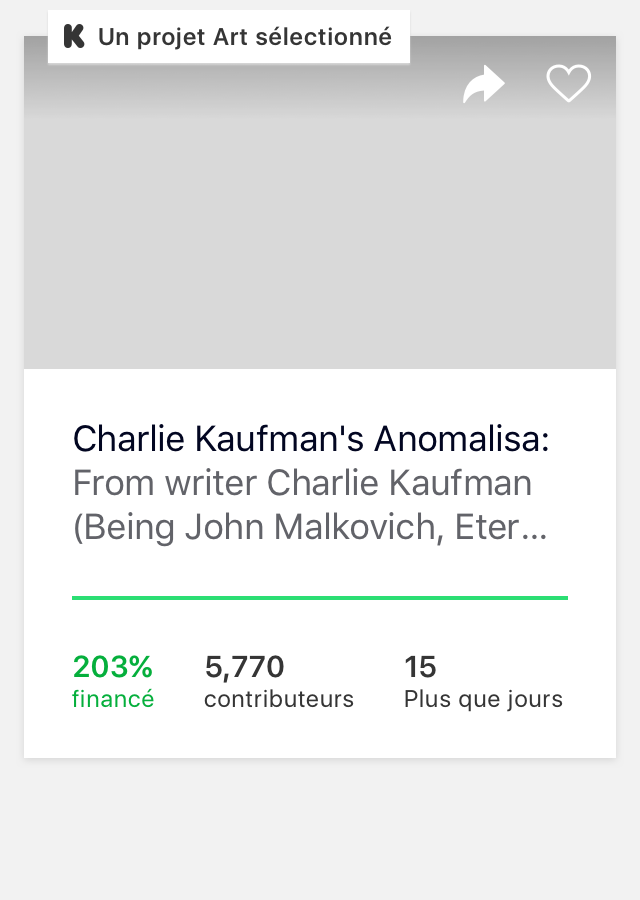 Un projet Art sélectionné
Charlie Kaufman's Anomalisa:
From writer Charlie Kaufman
(Being John Malkovich, Eter...
203% 5,770 15
financé contributeurs Plus que jours